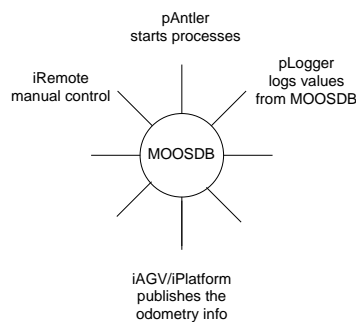 pAntler
starts processes
iRemote
manual control
pLogger
logs values
from MOOSDB
MOOSDB
iAGV/iPlatform
publishes the
odometry info